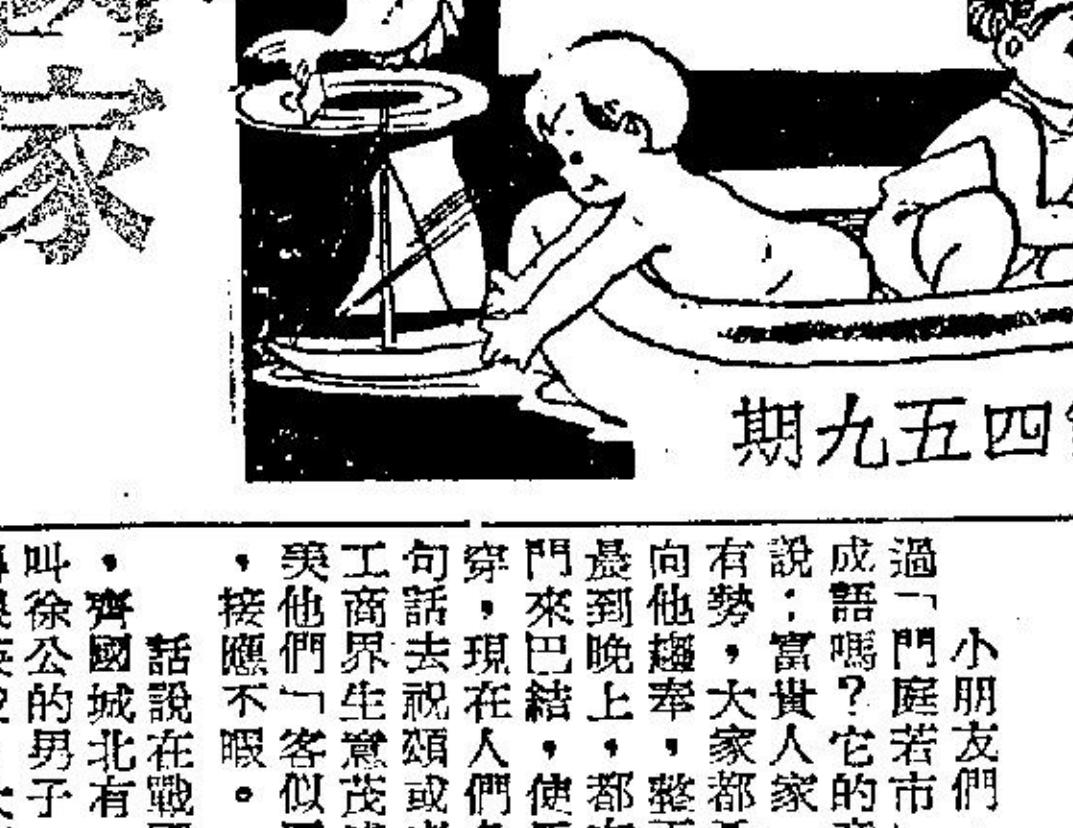 家
四五九期
小朋友們
過「門庭若市
成語嗎？它的
說：富貴人家
有勢，大家都
向他趨奉，整
晨到晚上，都
門來巴結，使
穿，現在人們
句話去祝頌或
工商界生意茂
美他們「客似
，接應不暇。
話說在戰
，齊國城北有
叫徐公的男子